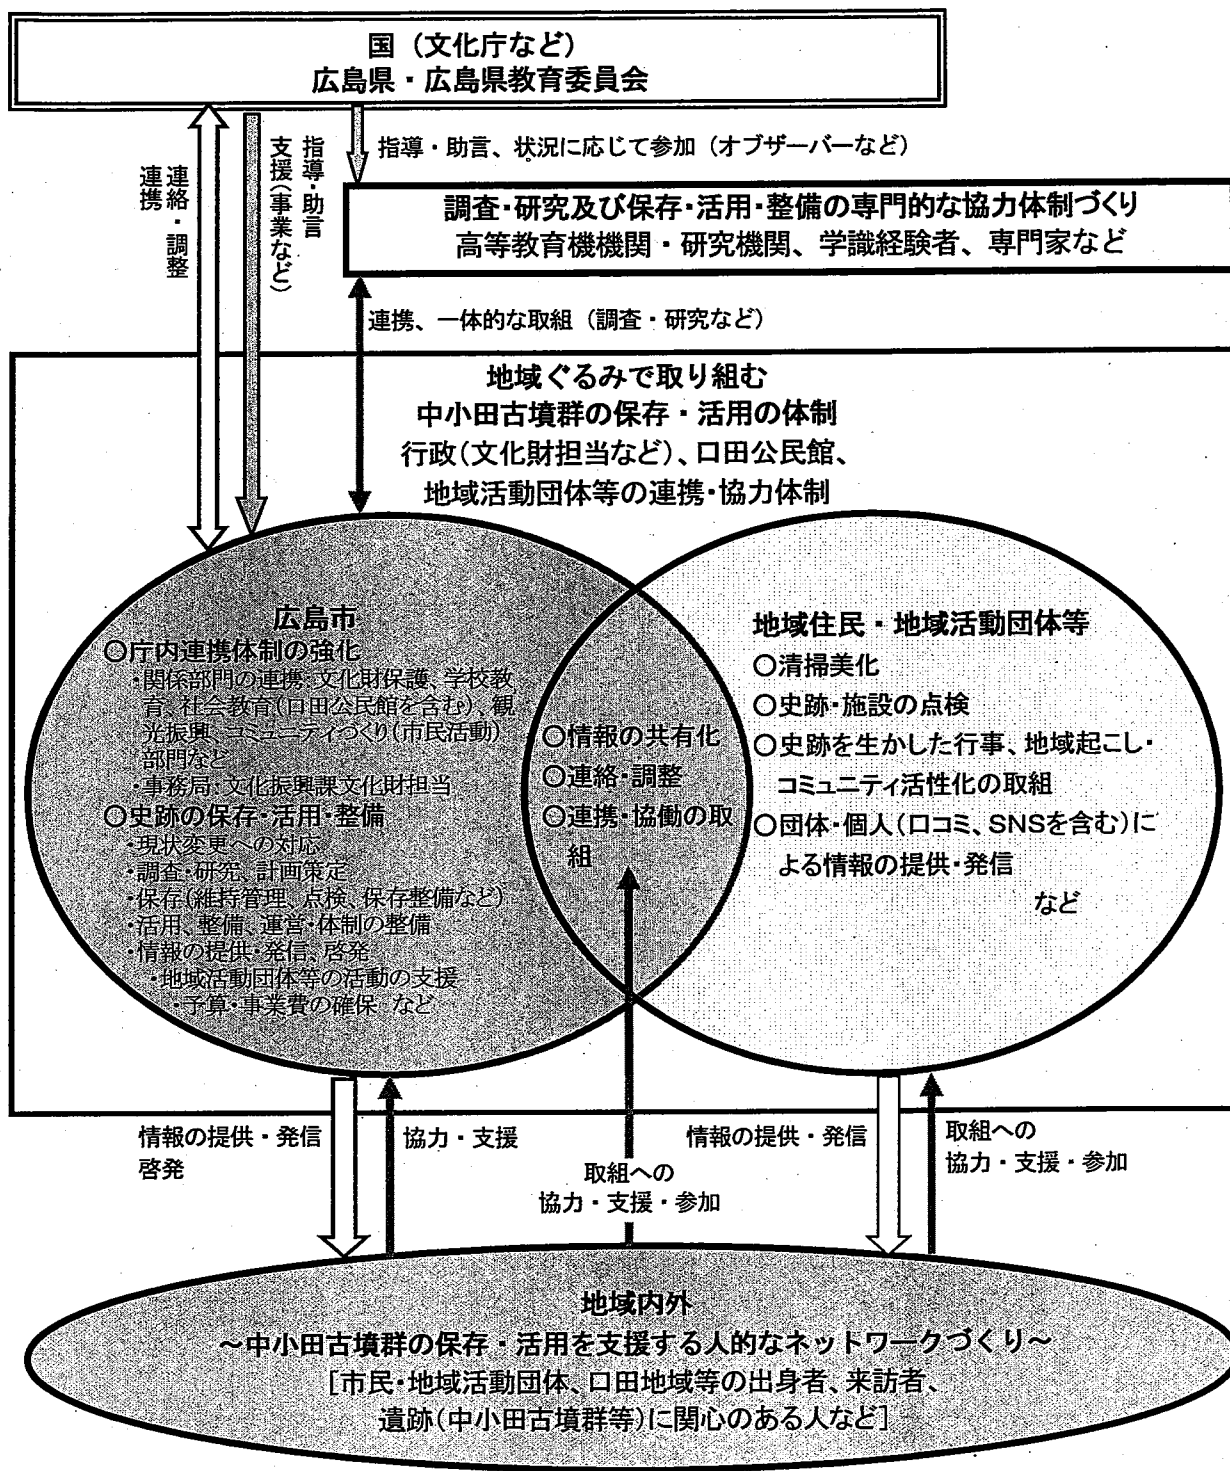 国（文化庁など）
広島県・広島県教育委員会
連絡・調整
連携
指導・助言
支援（事業など）
指導・助言、状況に応じて参加（オブザーバーなど）
調査・研究及び保存・活用・整備の専門的な協力体制づくり
高等教育機機関・研究機関、学識経験者、専門家など
連携、一体的な取組（調査・研究など）
地域ぐるみで取り組む
中小田古墳群の保存・活用の体制
行政（文化財担当など）、口田公民館、
地域活動団体等の連携・協力体制
広島市
〇庁内連携体制の強化
・関係部門の連携：文化財保護、学校教
育、社会教育（口田公民館を含む）、観
光振興、コミュニティづくり（市民活動）
部門など
・事務局：文化振興課文化財担当
〇史跡の保存・活用・整備
・現状変更への対応
・調査・研究、計画策定
・保存（維持管理、点検、保存整備など）
・活用、整備、運営・体制の整備
・情報の提供・発信、啓発
・地域活動団体等の活動の支援
・予算・事業費の確保 など
〇情報の共有化
〇連絡・調整
〇連携・協働の取
組
地域住民・地域活動団体等
〇清掃美化
〇史跡・施設の点検
〇史跡を生かした行事、地域起こし・
コミュニティ活性化の取組
〇団体・個人（口コミ、SNSを含む）に
よる情報の提供・発信
など
情報の提供・発信
啓発
協力・支援
取組への
協力・支援・参加
情報の提供・発信
取組への
協力・支援・参加
地域内外
～中小田古墳群の保存・活用を支援する人的なネットワークづくり～
[市民・地域活動団体、口田地域等の出身者、来訪者、
遺跡（中小田古墳群等）に関心のある人など]